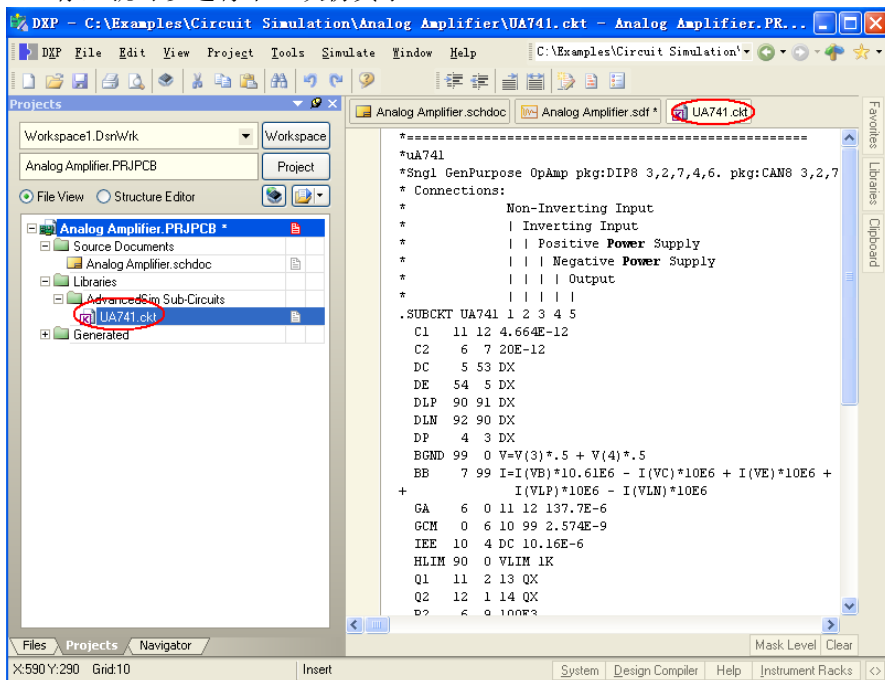 DXP - C:\Examples\Circuit Simulation\Analog Amplifier\UA741.ckt - Analog Amplifier.PR...
DXP File Edit View Project Tools Simulate Window Help C:\Examples\Circuit Simulation\
Projects
Analog Amplifier.schdoc Analog Amplifier.sdf * UA741.ckt
Favorites
Libraries
Clipboard
Workspace1.DsnWrk Workspace
Analog Amplifier.PRJPCB Project
File View Structure Editor
Analog Amplifier.PRJPCB *
Source Documents
Analog Amplifier.schdoc
Libraries
AdvancedSim Sub-Circuits
UA741.ckt
Generated
*==============================================================
*uA741
*Sngl GenPurpose OpAmp pkg:DIP8 3,2,7,4,6. pkg:CAN8 3,2,7
* Connections:
* Non-Inverting Input
* | Inverting Input
* | | Positive Power Supply
* | | | Negative Power Supply
* | | | | Output
* | | | | |
.SUBCKT UA741 1 2 3 4 5
C1 11 12 4.664E-12
C2 6 7 20E-12
DC 5 53 DX
DE 54 5 DX
DLP 90 91 DX
DLN 92 90 DX
DP 4 3 DX
BGND 99 0 V=V(3)*.5 + V(4)*.5
BB 7 99 I=I(VB)*10.61E6 - I(VC)*10E6 + I(VE)*10E6 +
+ I(VLP)*10E6 - I(VLN)*10E6
GA 6 0 11 12 137.7E-6
GCM 0 6 10 99 2.574E-9
IEE 10 4 DC 10.16E-6
HLIM 90 0 VLIM 1K
Q1 11 2 13 QX
Q2 12 1 14 QX
R2 6 9 100E3
Files Projects Navigator
Mask Level Clear
X:590 Y:290 Grid:10 Insert System Design Compiler Help Instrument Racks <>